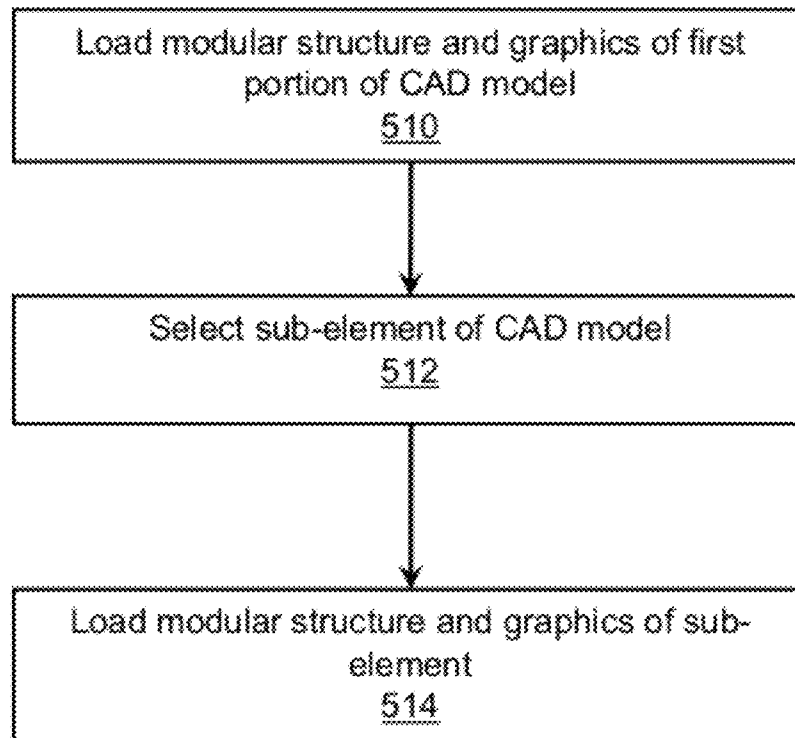 Load modular structure and graphics of first
portion of CAD model
510
Select sub-element of CAD model
512
Load modular structure and graphics of sub-
element
514